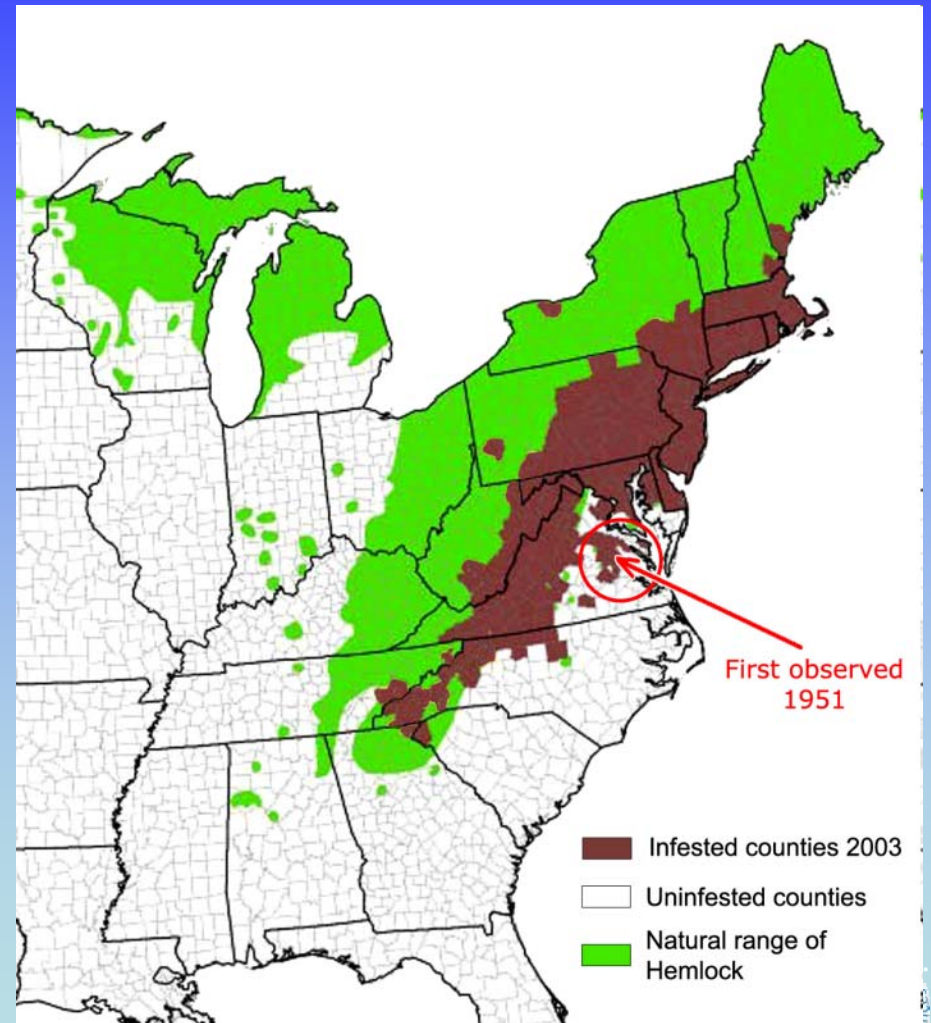 First observed
1951
Infested counties 2003
Uninfested counties
Natural range of
Hemlock